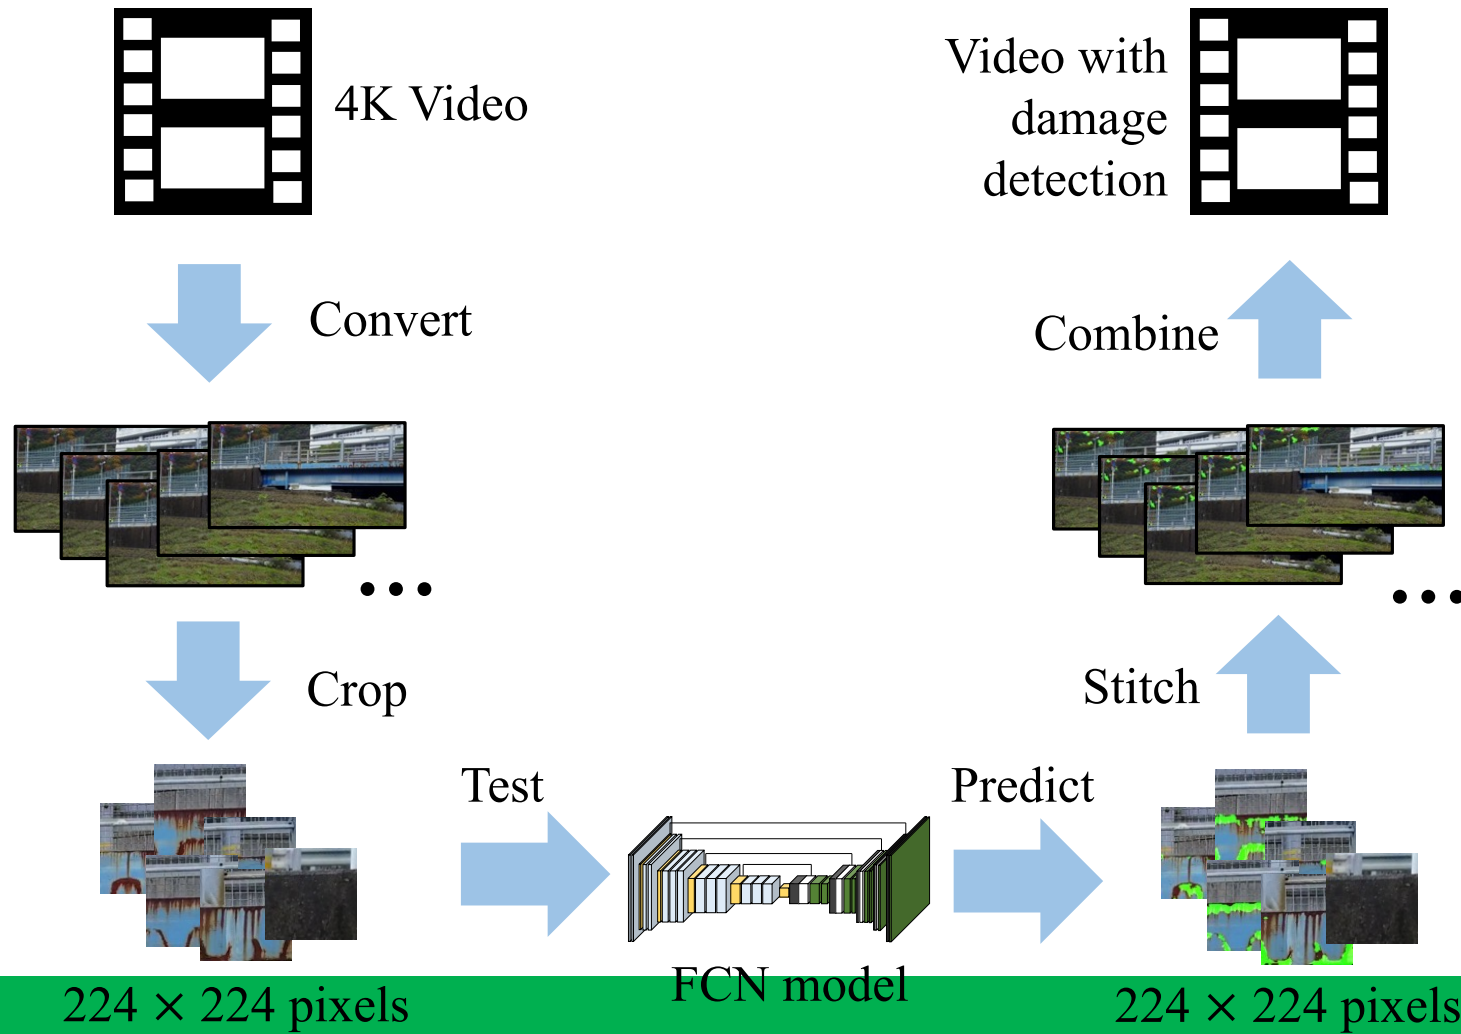 4K Video
Video with
damage
detection
Convert
Combine
Crop
Stitch
Test
Predict
FCN model
224 × 224 pixels
224 × 224 pixels